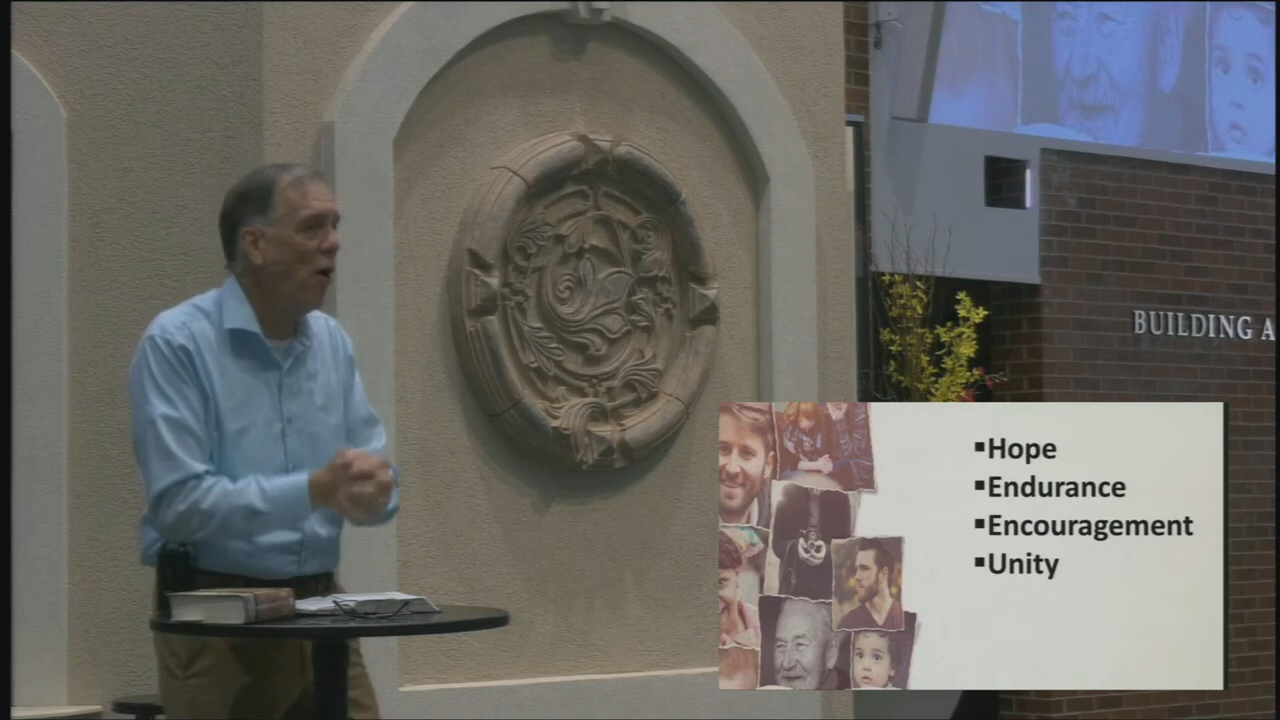 BUILDING A
▪Hope
▪Endurance
▪Encouragement
▪Unity